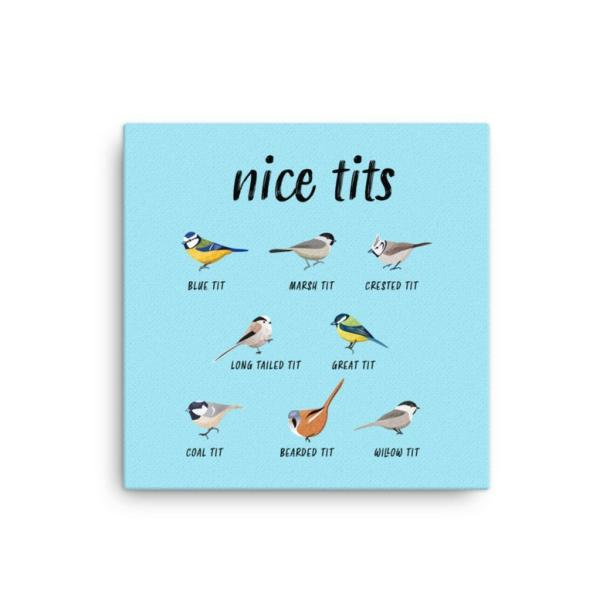 nice tits
BLUE TIT
MARSH TIT
CRESTED TIT
LONG TAILED TIT
GREAT TIT
COAL TIT
BEARDED TIT
WILLOW TIT